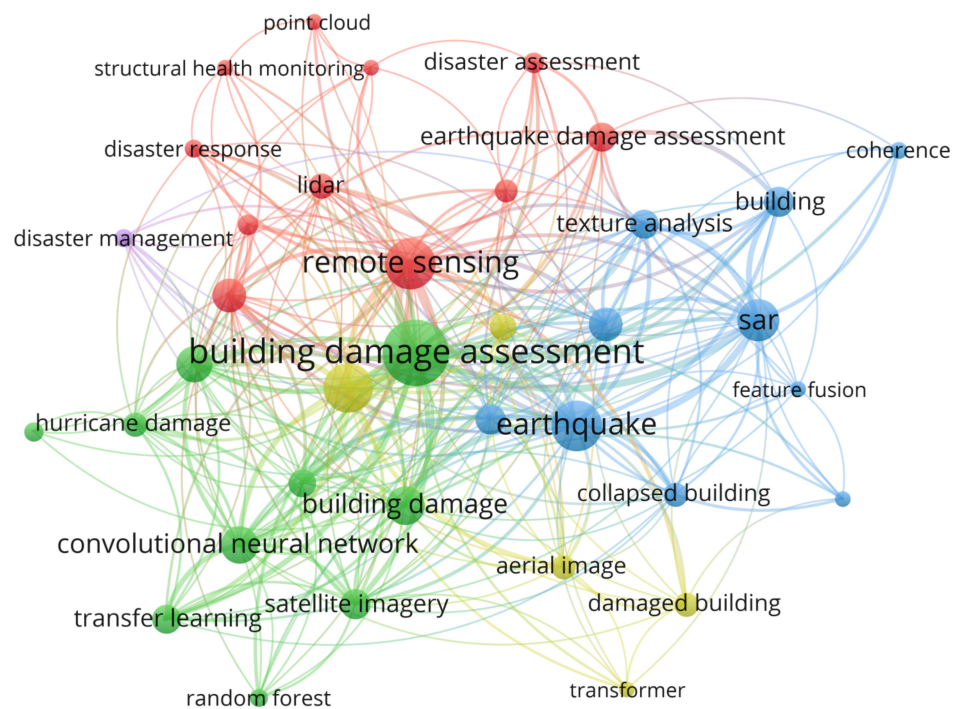 point cloud
structural health monitoring
disaster assessment
earthquake damage assessment
disaster response
coherence
lidar
building
texture analysis
disaster management
remote sensing
sar
building damage assessment
feature fusion
hurricane damage
earthquake
collapsed building
building damage
convolutional neural network
aerial image
satellite imagery
damaged building
transfer learning
transformer
random forest